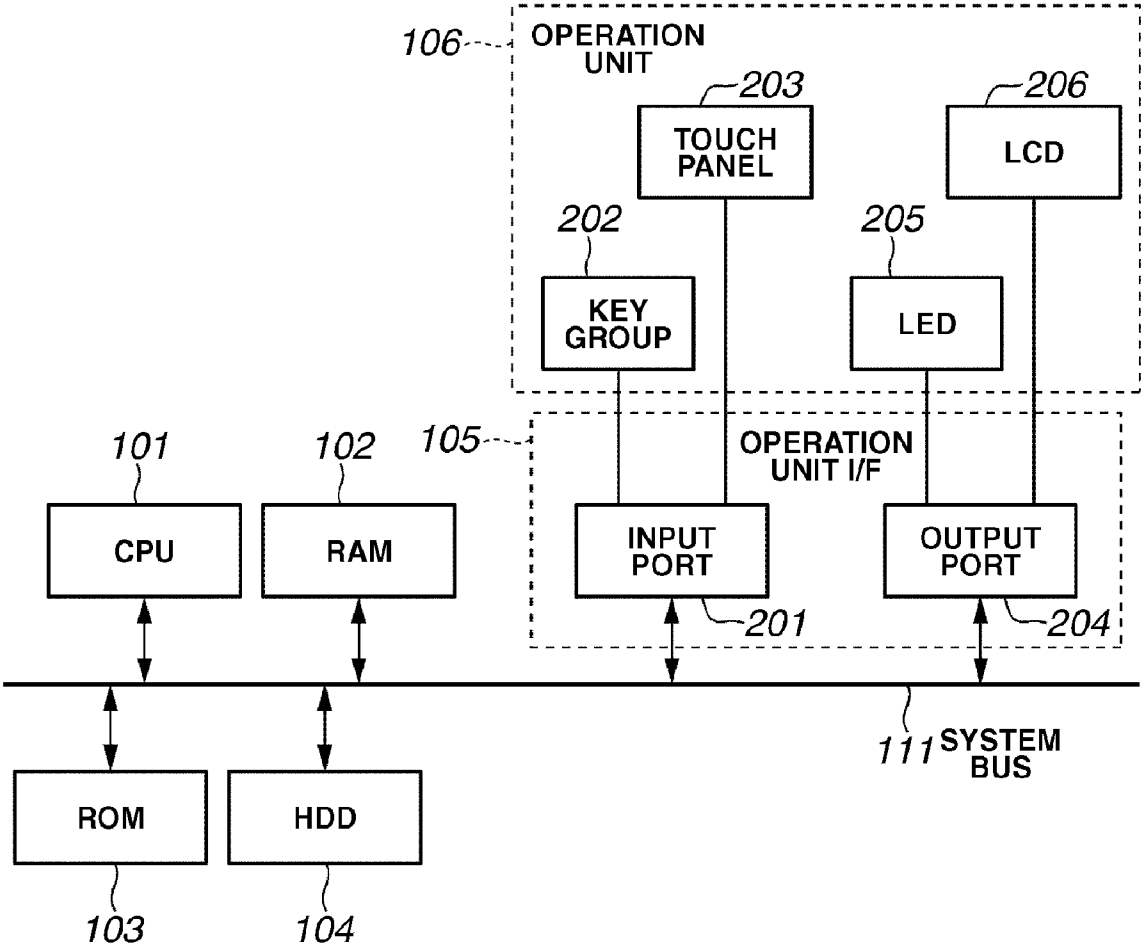 106
OPERATION
UNIT
203
206
TOUCH
PANEL
LCD
202
205
KEY
GROUP
LED
105
OPERATION
UNIT I/F
101
102
CPU
RAM
INPUT
PORT
OUTPUT
PORT
201
204
111 SYSTEM
BUS
ROM
HDD
103
104